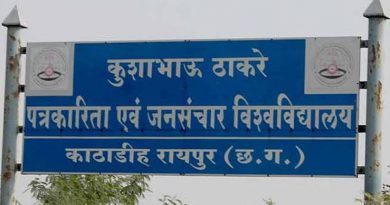 कुशाभाऊ ठाकरे
पत्रकारिता एवं जनसंचार विश्वविद्यालय
काठाडीह रायपुर (छ.ग.)